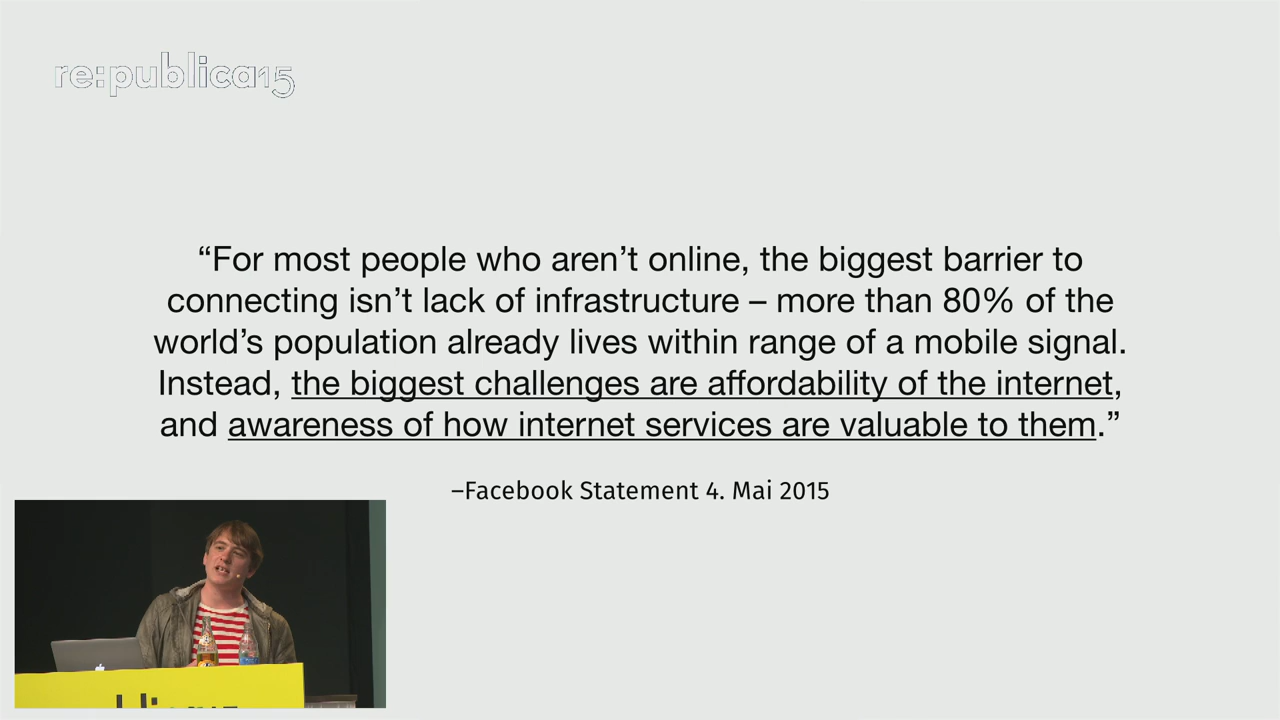 re:publica15
“For most people who aren’t online, the biggest barrier to
connecting isn’t lack of infrastructure – more than 80% of the
world’s population already lives within range of a mobile signal.
Instead, the biggest challenges are affordability of the internet,
and awareness of how internet services are valuable to them.”
–Facebook Statement 4. Mai 2015